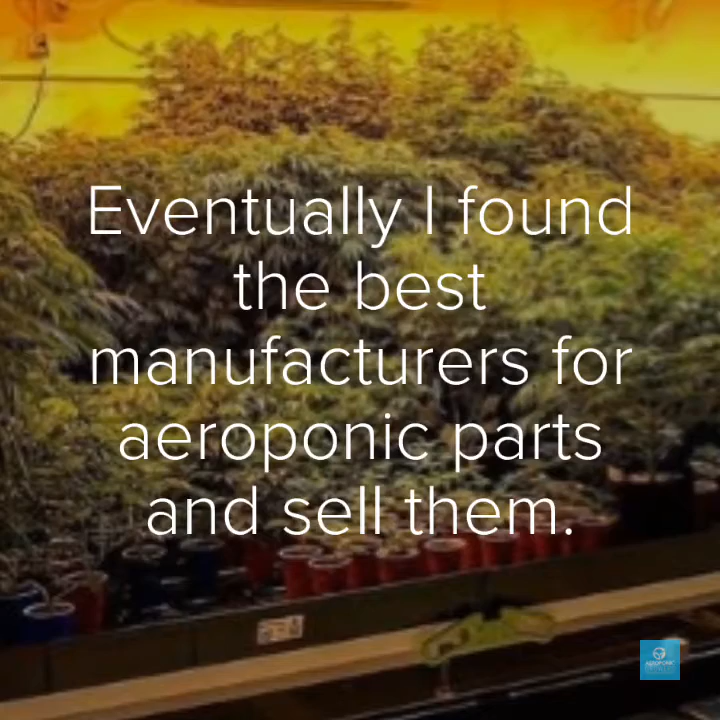 Eventually I found
the best
manufacturers for
aeroponic parts
and sell them.